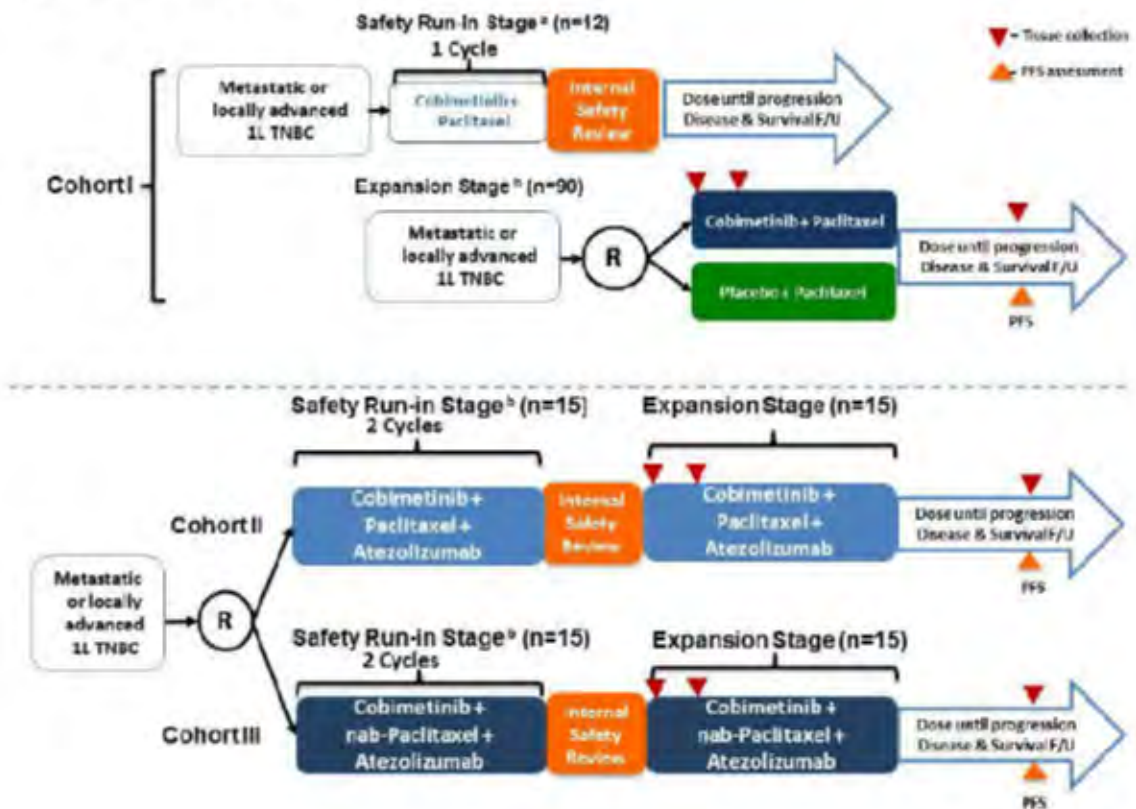 Safety Run-In Stage a (n=12)
1 Cycle
Tissue collection
PFS assessment
Metastatic or
locally advanced
1L TNBC
Cobimetinib+
Paclitaxel
Internal
Safety
Review
Dose until progression
Disease & Survival F/U
Cohort I
Expansion Stage (n=90)
Metastatic or
locally advanced
1L TNBC
R
Cobimetinib + Paclitaxel
Placebo + Paclitaxel
Dose until progression
Disease & Survival F/U
PFS
Safety Run-in Stage b (n=15]
2 Cycles
Expansion Stage (n=15)
Cohort II
Cobimetinib +
Paclitaxel +
Atezolizumab
Internal
Safety
Review
Cobimetinib +
Paclitaxel +
Atezolizumab
Dose until progression
Disease & Survival F/U
PFS
Metastatic
or locally
advanced
1L TNBC
R
Safety Run-in Stage b (n=15)
2 Cycles
Expansion Stage (n=15)
Cohort III
Cobimetinib +
nab-Paclitaxel +
Atezolizumab
Internal
Safety
Review
Cobimetinib +
nab-Paclitaxel +
Atezolizumab
Dose until progression
Disease & Survival F/U
PFS